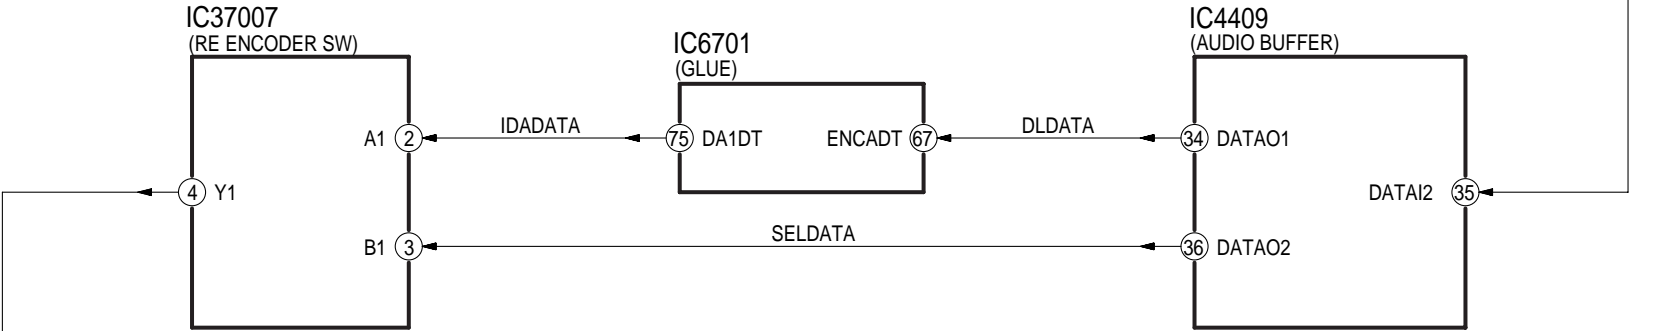 IC37007
(RE ENCODER SW)
IC6701
(GLUE)
IC4409
(AUDIO BUFFER)
A1 2 IDADATA 75 DA1DT ENCADT 67 DLDATA 34 DATAO1
4 Y1 DATAI2 35
B1 3 SELDATA 36 DATAO2